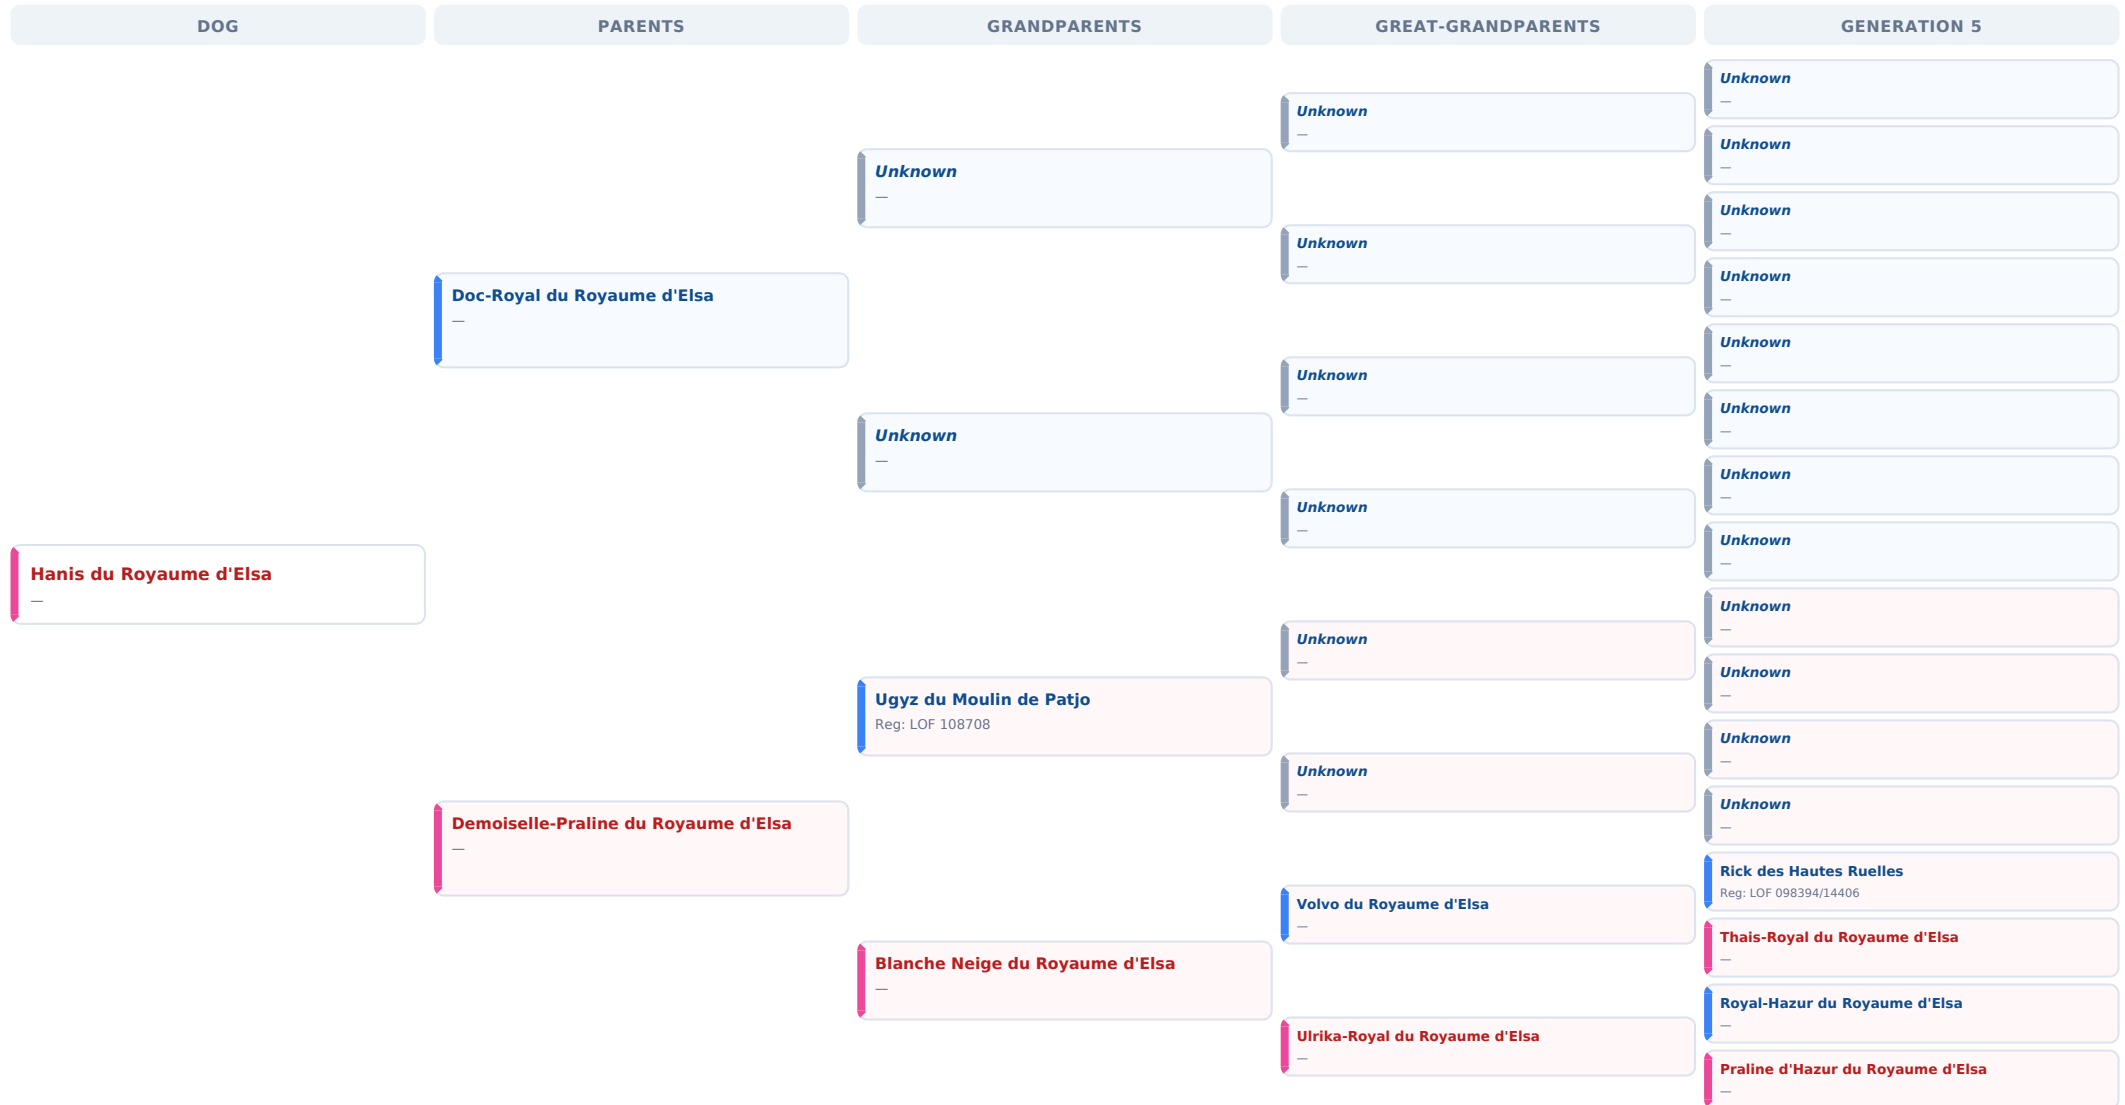 DOG
PARENTS
GRANDPARENTS
GREAT-GRANDPARENTS
GENERATION 5
Hanis du Royaume d'Elsa
—
Doc-Royal du Royaume d'Elsa
—
Demoiselle-Praline du Royaume d'Elsa
—
Unknown
—
Unknown
—
Ugyz du Moulin de Patjo
Reg: LOF 108708
Blanche Neige du Royaume d'Elsa
—
Unknown
—
Unknown
—
Unknown
—
Unknown
—
Unknown
—
Unknown
—
Volvo du Royaume d'Elsa
—
Ulrika-Royal du Royaume d'Elsa
—
Unknown
—
Unknown
—
Unknown
—
Unknown
—
Unknown
—
Unknown
—
Unknown
—
Unknown
—
Unknown
—
Unknown
—
Unknown
—
Unknown
—
Rick des Hautes Ruelles
Reg: LOF 098394/14406
Thais-Royal du Royaume d'Elsa
—
Royal-Hazur du Royaume d'Elsa
—
Praline d'Hazur du Royaume d'Elsa
—